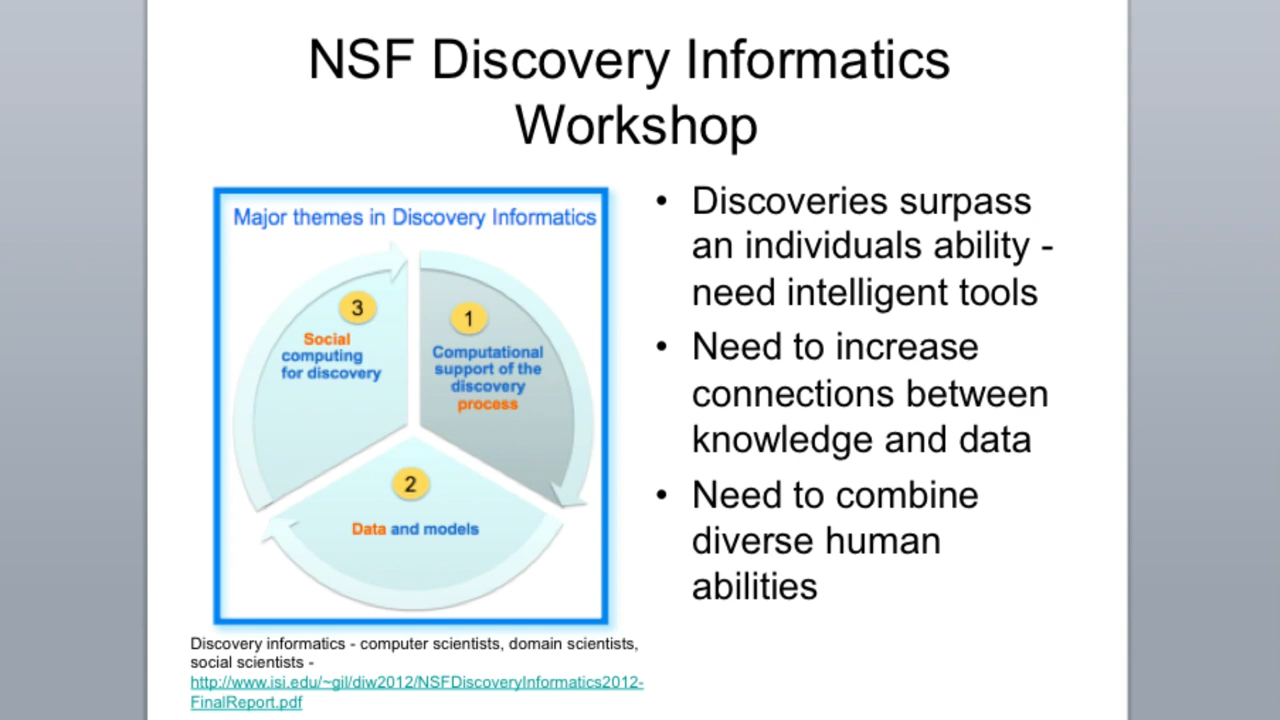 NSF Discovery Informatics
Workshop
Major themes in Discovery Informatics
3
Social
computing
for discovery
1
Computational
support of the
discovery
process
2
Data and models
Discovery informatics - computer scientists, domain scientists,
social scientists -
http://www.isi.edu/~gil/diw2012/NSFDiscoveryInformatics2012-
FinalReport.pdf
• Discoveries surpass
an individuals ability -
need intelligent tools
• Need to increase
connections between
knowledge and data
• Need to combine
diverse human
abilities